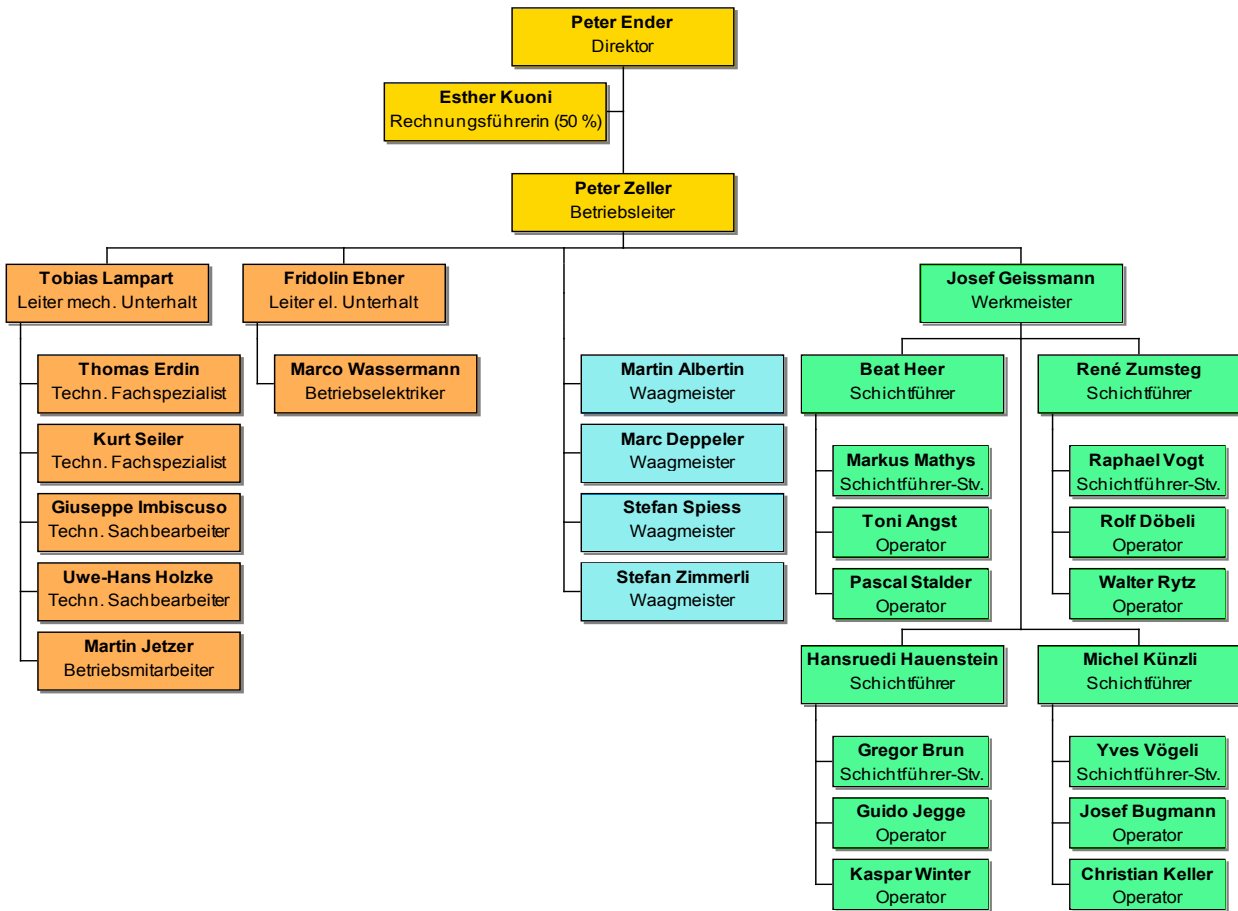 Peter Ender
Direktor
Esther Kuoni
Rechnungsführerin (50 %)
Peter Zeller
Betriebsleiter
Tobias Lampart
Leiter mech. Unterhalt
Fridolin Ebner
Leiter el. Unterhalt
Josef Geissmann
Werkmeister
Thomas Erdin
Techn. Fachspezialist
Kurt Seiler
Techn. Fachspezialist
Giuseppe Imbiscuso
Techn. Sachbearbeiter
Uwe-Hans Holzke
Techn. Sachbearbeiter
Martin Jetzer
Betriebsmitarbeiter
Marco Wassermann
Betriebselektriker
Martin Albertin
Waagmeister
Marc Deppeler
Waagmeister
Stefan Spiess
Waagmeister
Stefan Zimmerli
Waagmeister
Beat Heer
Schichtführer
Markus Mathys
Schichtführer-Stv.
Toni Angst
Operator
Pascal Stalder
Operator
René Zumsteg
Schichtführer
Raphael Vogt
Schichtführer-Stv.
Rolf Döbeli
Operator
Walter Rytz
Operator
Hansruedi Hauenstein
Schichtführer
Gregor Brun
Schichtführer-Stv.
Guido Jegge
Operator
Kaspar Winter
Operator
Michel Künzli
Schichtführer
Yves Vögeli
Schichtführer-Stv.
Josef Bugmann
Operator
Christian Keller
Operator